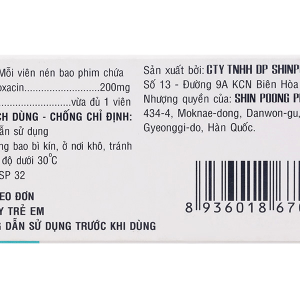 Mỗi viên nén bao phim chứa
oxacin....................200mg
....................vừa đủ 1 viên
CH DÙNG - CHỐNG CHỈ ĐỊNH:
ẫn sử dụng
ng bao bì kín, ở nơi khô, tránh
độ dưới 30°C
SP 32
EO ĐƠN
Y TRẺ EM
G DẪN SỬ DỤNG TRƯỚC KHI DÙNG
Sản xuất bởi: CTY TNHH DP SHINP
Số 13 - Đường 9A KCN Biên Hòa
Nhượng quyền của: SHIN POONG P
434-4, Moknae-dong, Danwon-gu,
Gyeonggi-do, Hàn Quốc.
8 936018 670